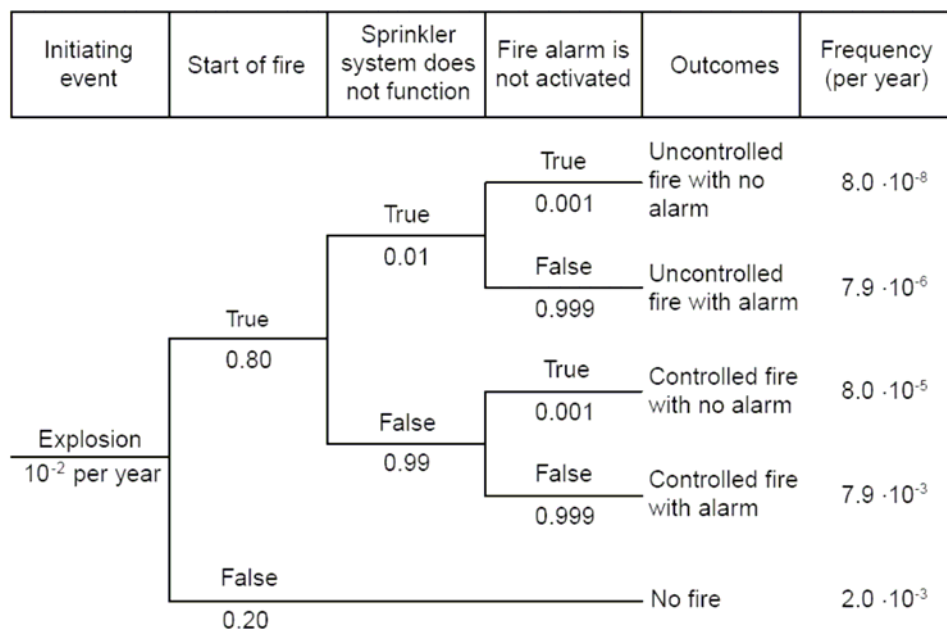 Initiating
event
Start of fire
Sprinkler
system does
not function
Fire alarm is
not activated
Outcomes
Frequency
(per year)
True
0.001
Uncontrolled
fire with no
alarm
8.0 ·10⁻⁸
True
0.01
False
0.999
Uncontrolled
fire with alarm
7.9 ·10⁻⁶
True
0.80
True
0.001
Controlled fire
with no alarm
8.0 ·10⁻⁵
False
0.99
Explosion
10⁻² per year
False
0.999
Controlled fire
with alarm
7.9 ·10⁻³
False
0.20
No fire
2.0 ·10⁻³